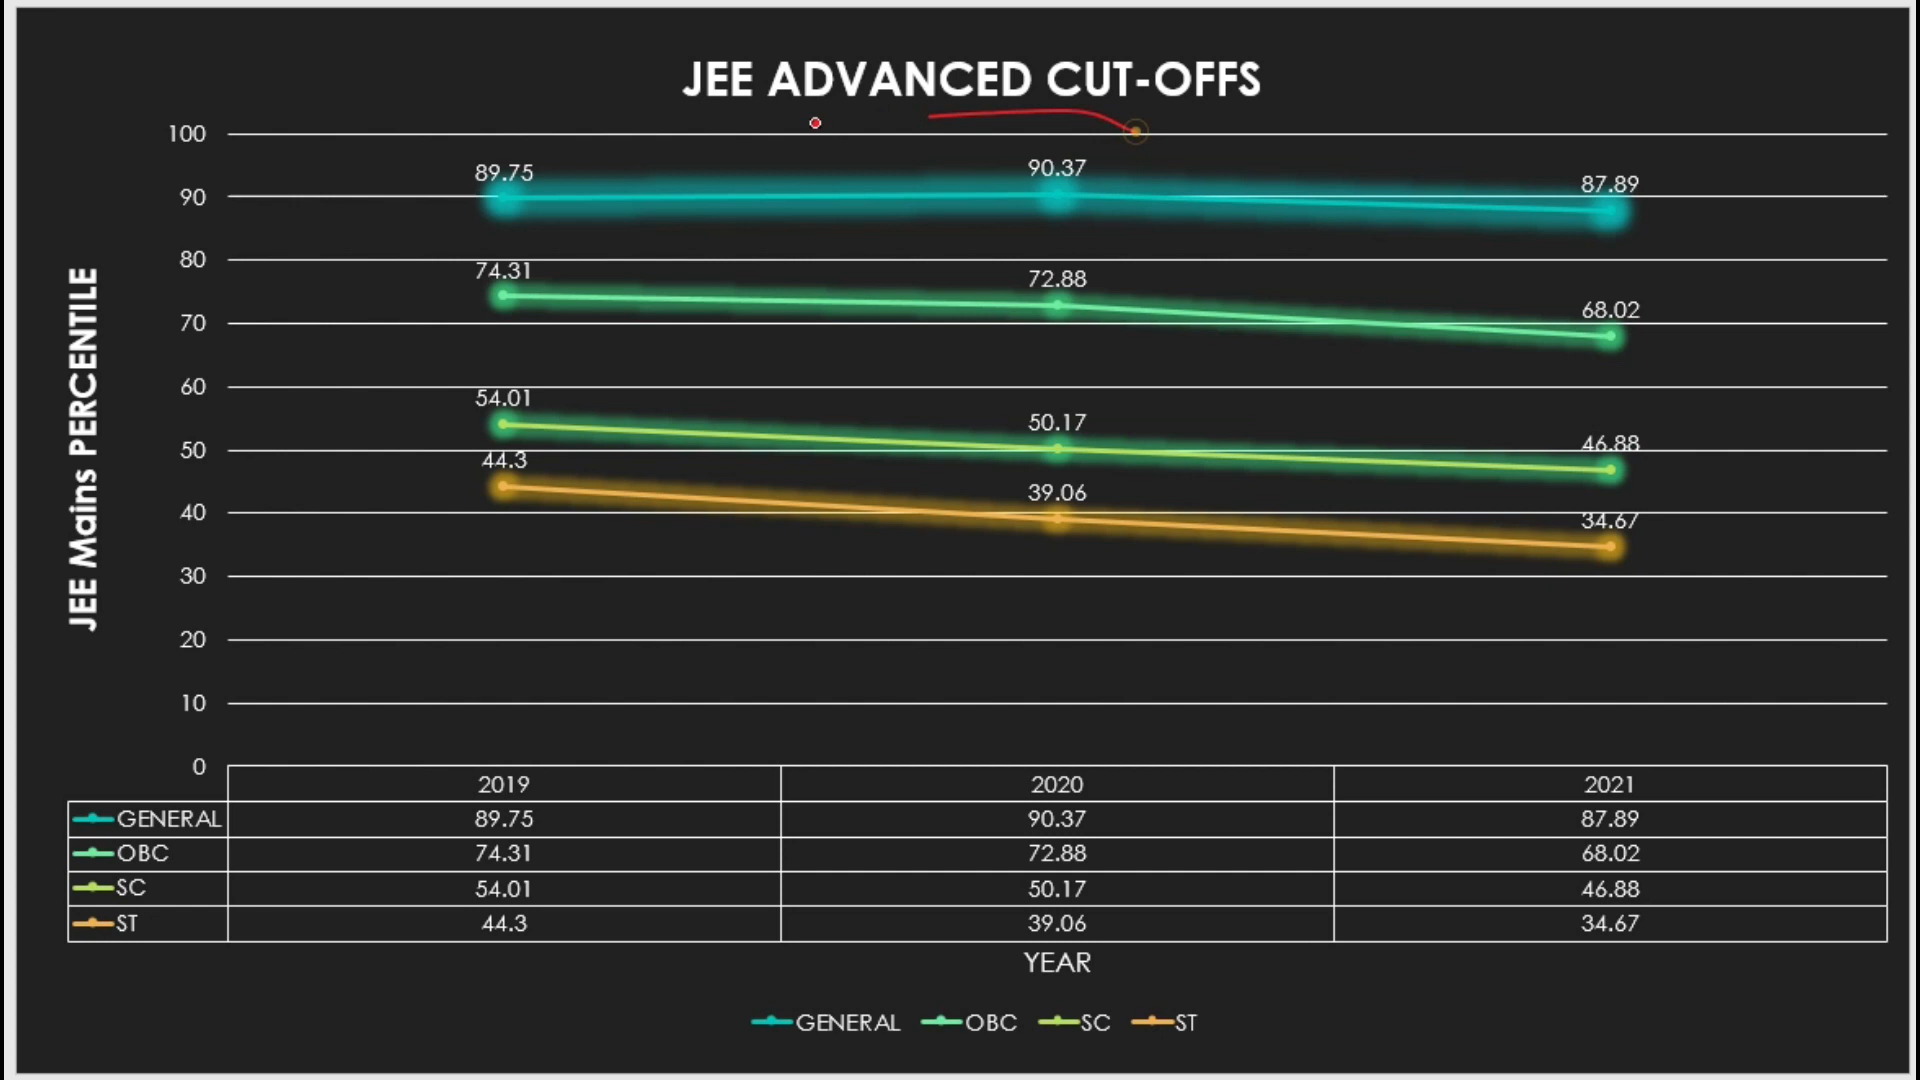 JEE ADVANCED CUT-OFFS
JEE Mains PERCENTILE
100
90
80
70
60
50
40
30
20
10
0
89.75 90.37 87.89
74.31 72.88 68.02
54.01 50.17 46.88
44.3 39.06 34.67
2019 2020 2021
GENERAL 89.75 90.37 87.89
OBC 74.31 72.88 68.02
SC 54.01 50.17 46.88
ST 44.3 39.06 34.67
YEAR
GENERAL OBC SC ST